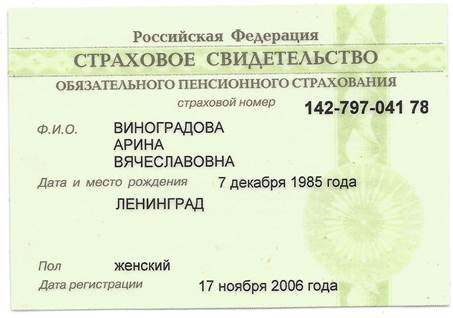 Российская Федерация
СТРАХОВОЕ СВИДЕТЕЛЬСТВО
ОБЯЗАТЕЛЬНОГО ПЕНСИОННОГО СТРАХОВАНИЯ
страховой номер 142-797-041 78
Ф.И.О. ВИНОГРАДОВА
АРИНА
ВЯЧЕСЛАВОВНА
Дата и место рождения 7 декабря 1985 года
ЛЕНИНГРАД
Пол женский
Дата регистрации 17 ноября 2006 года